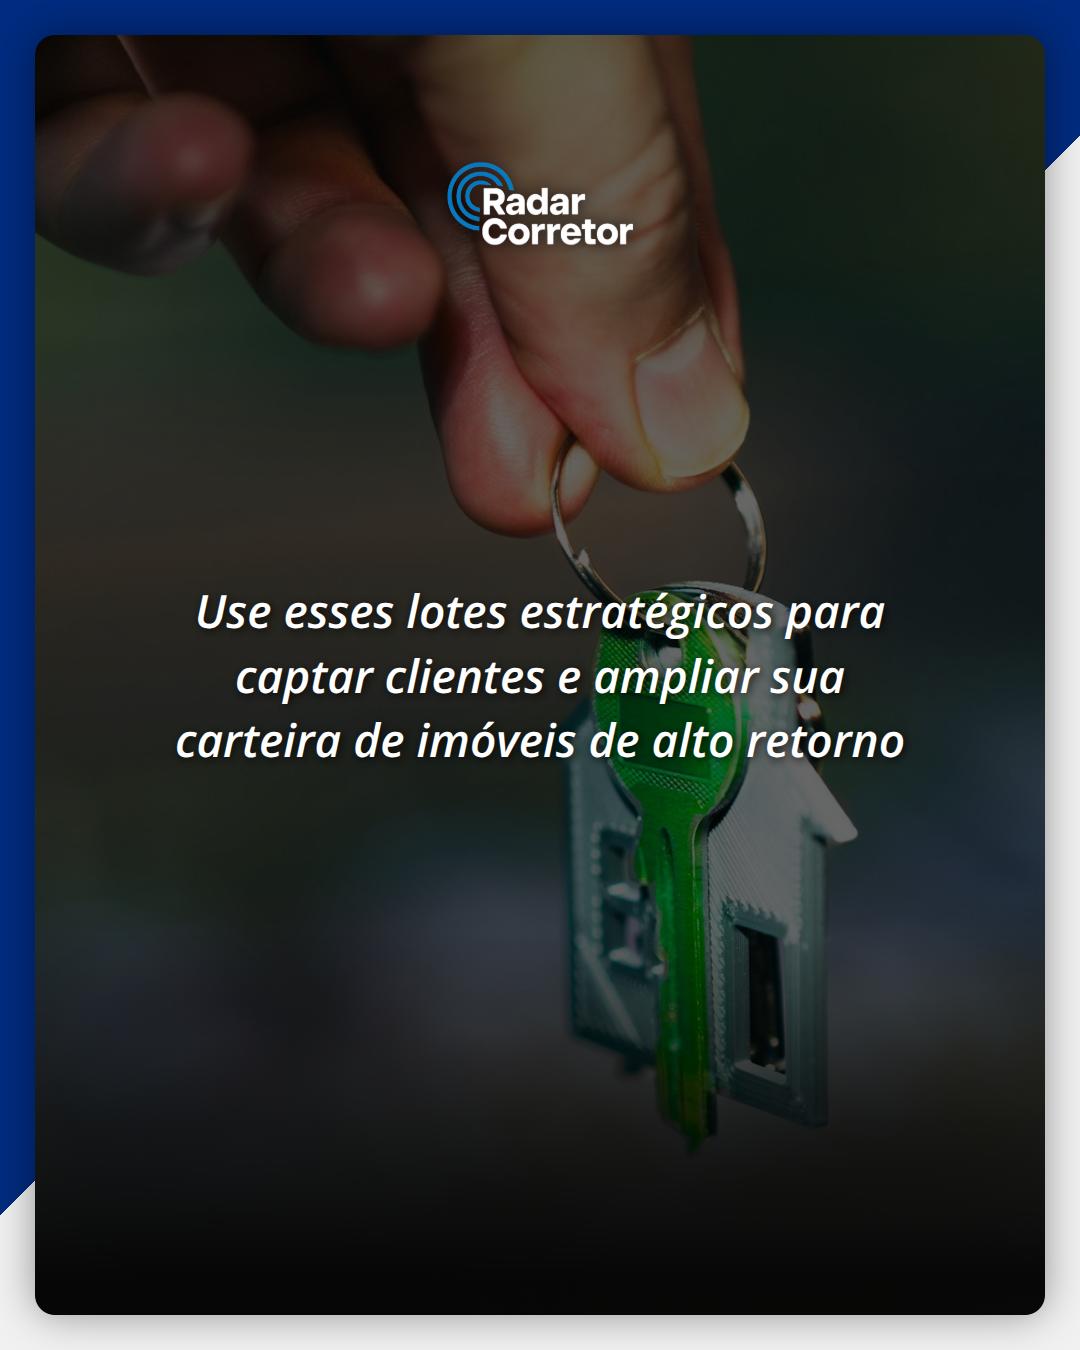 Radar
Corretor
Use esses lotes estratégicos para
captar clientes e ampliar sua
carteira de imóveis de alto retorno